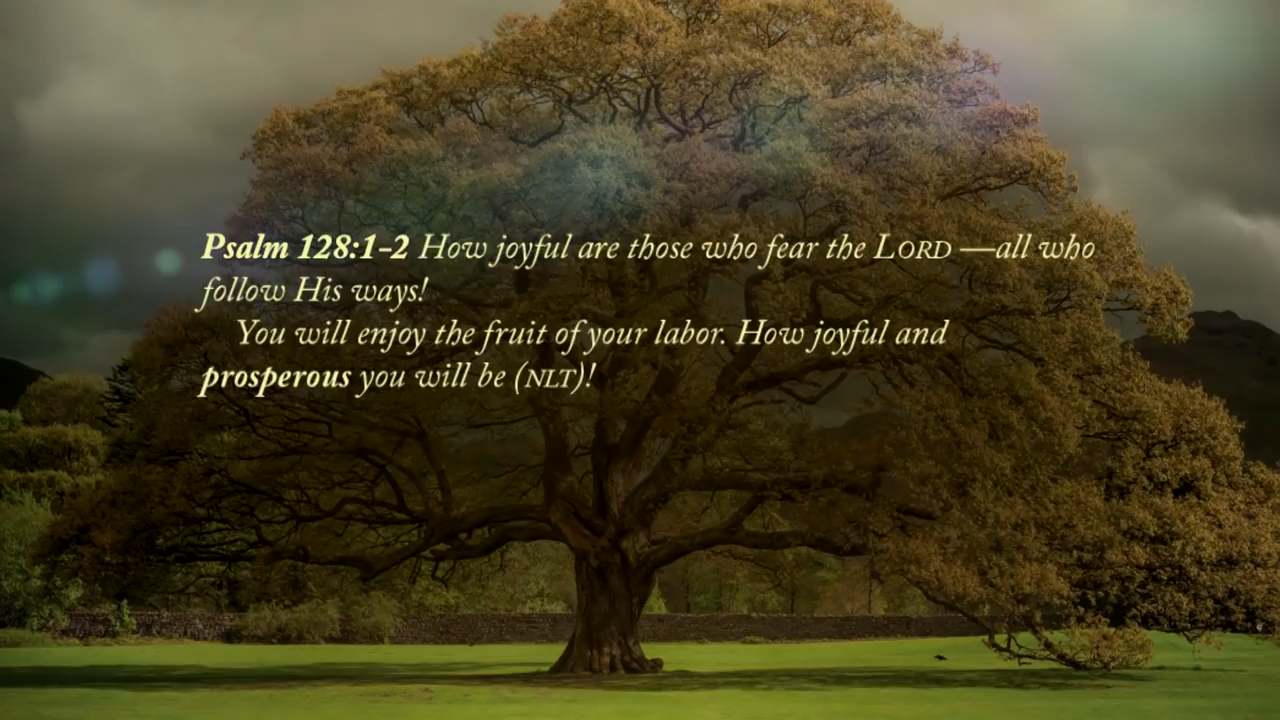 Psalm 128:1-2 How joyful are those who fear the LORD —all who
follow His ways!
You will enjoy the fruit of your labor. How joyful and
prosperous you will be (NLT)!